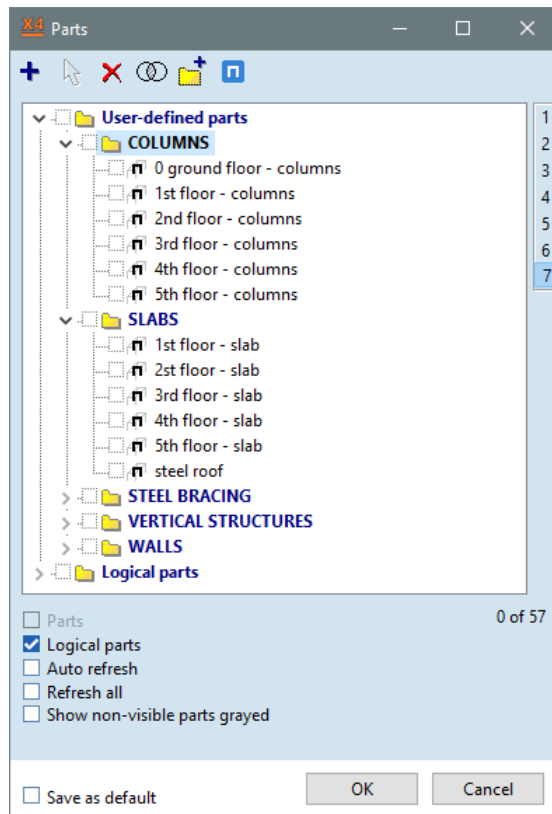 X4 Parts
User-defined parts
COLUMNS
0 ground floor - columns
1st floor - columns
2nd floor - columns
3rd floor - columns
4th floor - columns
5th floor - columns
SLABS
1st floor - slab
2st floor - slab
3rd floor - slab
4th floor - slab
5th floor - slab
steel roof
STEEL BRACING
VERTICAL STRUCTURES
WALLS
Logical parts
1
2
3
4
5
6
7
Parts
0 of 57
Logical parts
Auto refresh
Refresh all
Show non-visible parts grayed
Save as default
OK
Cancel